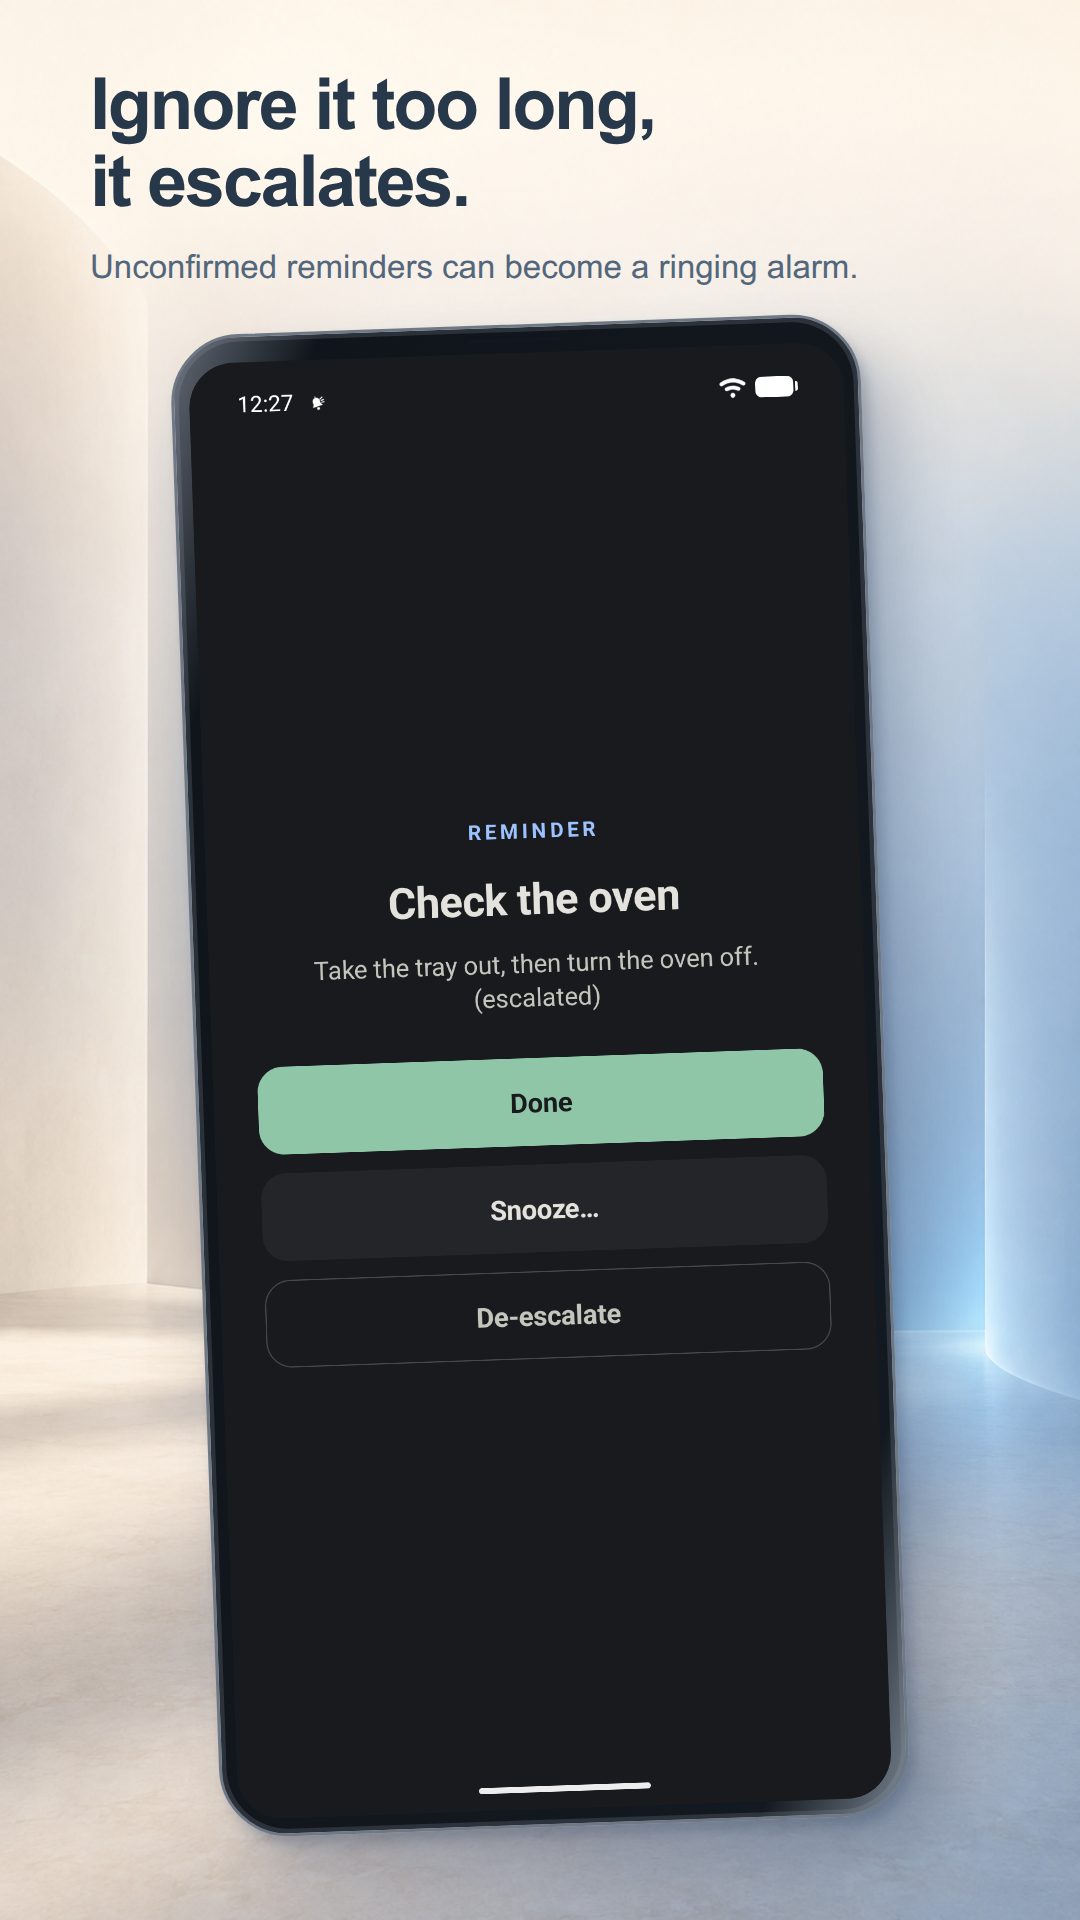 Ignore it too long,
it escalates.
Unconfirmed reminders can become a ringing alarm.
12:27
REMINDER
Check the oven
Take the tray out, then turn the oven off.
(escalated)
Done
Snooze...
De-escalate